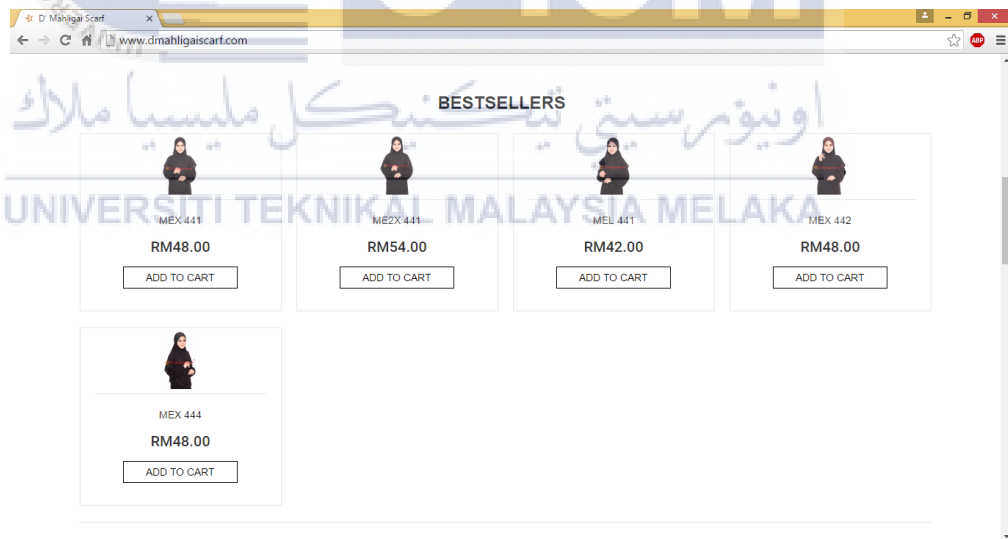 D' Mahligai Scarf
www.dmahligaiscarf.com
ABP
BESTSELLERS
اونيورسيتي تيكنيكل مليسيا ملاك
UNIVERSITI TEKNIKAL MALAYSIA MELAKA
MEX 441
RM48.00
ADD TO CART
ME2X 441
RM54.00
ADD TO CART
MEL 441
RM42.00
ADD TO CART
MEX 442
RM48.00
ADD TO CART
MEX 444
RM48.00
ADD TO CART